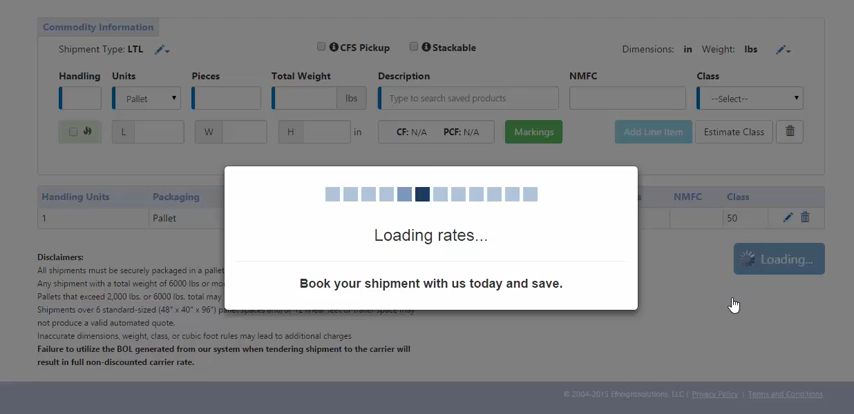 Commodity Information
Shipment Type: LTL
CFS Pickup
Stackable
Dimensions: in Weight: lbs
Handling Units Pieces Total Weight Description NMFC Class
Pallet lbs Type to search saved products --Select--
L W H in CF: N/A PCF: N/A Markings Add Line Item Estimate Class
Loading rates...
Book your shipment with us today and save.
Handling Units Packaging NMFC Class
1 Pallet 50
Loading...
Disclaimers:
All shipments must be securely packaged in a pallet
Any shipment with a total weight of 6000 lbs or
Pallets that exceed 2,000 lbs. or 6000 lbs. total may
Shipments over 6 standard-sized (48" x 40" x 96") pallet spaces
not produce a valid automated quote.
Inaccurate dimensions, weight, class, or cubic foot rules may lead to additional charges
Failure to utilize the BOL generated from our system when tendering shipment to the carrier will
result in full non-discounted carrier rate.
LLC | Privacy Policy | Terms and Conditions